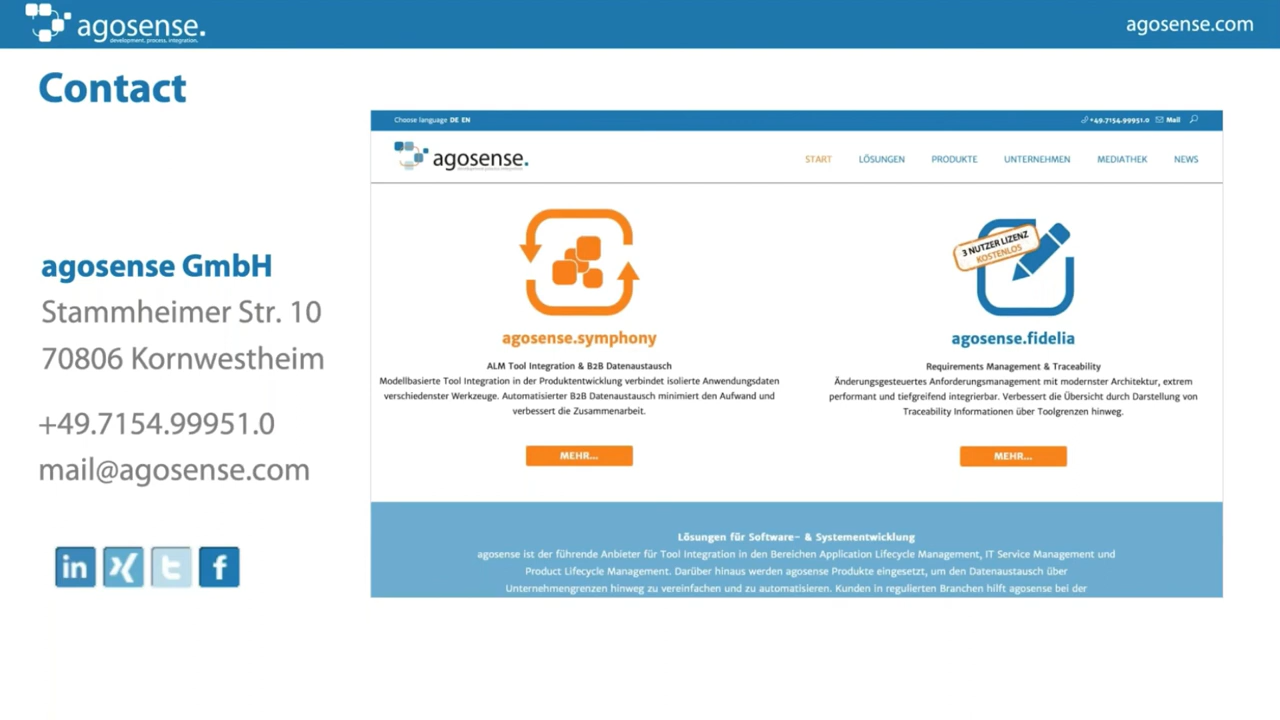 agosense.
development. process. integration.
agosense.com
Contact
agosense GmbH
Stammheimer Str. 10
70806 Kornwestheim
+49.7154.99951.0
mail@agosense.com
in
t
f
Choose language DE EN
+49.7154.99951.0 Mail
agosense.
START LÖSUNGEN PRODUKTE UNTERNEHMEN MEDIATHEK NEWS
agosense.symphony
ALM Tool Integration & B2B Datenaustausch
Modellbasierte Tool Integration in der Produktentwicklung verbindet isolierte Anwendungsdaten
verschiedenster Werkzeuge. Automatisierter B2B Datenaustausch minimiert den Aufwand und
verbessert die Zusammenarbeit.
MEHR...
3 NUTZER LIZENZ
KOSTENLOS
agosense.fidelia
Requirements Management & Traceability
Änderungsgesteuertes Anforderungsmanagement mit modernster Architektur, extrem
performant und tiefgreifend integrierbar. Verbessert die Übersicht durch Darstellung von
Traceability Informationen über Toolgrenzen hinweg.
MEHR...
Lösungen für Software- & Systementwicklung
agosense ist der führende Anbieter für Tool Integration in den Bereichen Application Lifecycle Management, IT Service Management und
Product Lifecycle Management. Darüber hinaus werden agosense Produkte eingesetzt, um den Datenaustausch über
Unternehmengrenzen hinweg zu vereinfachen und zu automatisieren. Kunden in regulierten Branchen hilft agosense bei der